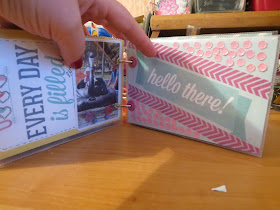 EVERY DAY
is filled
hello there!